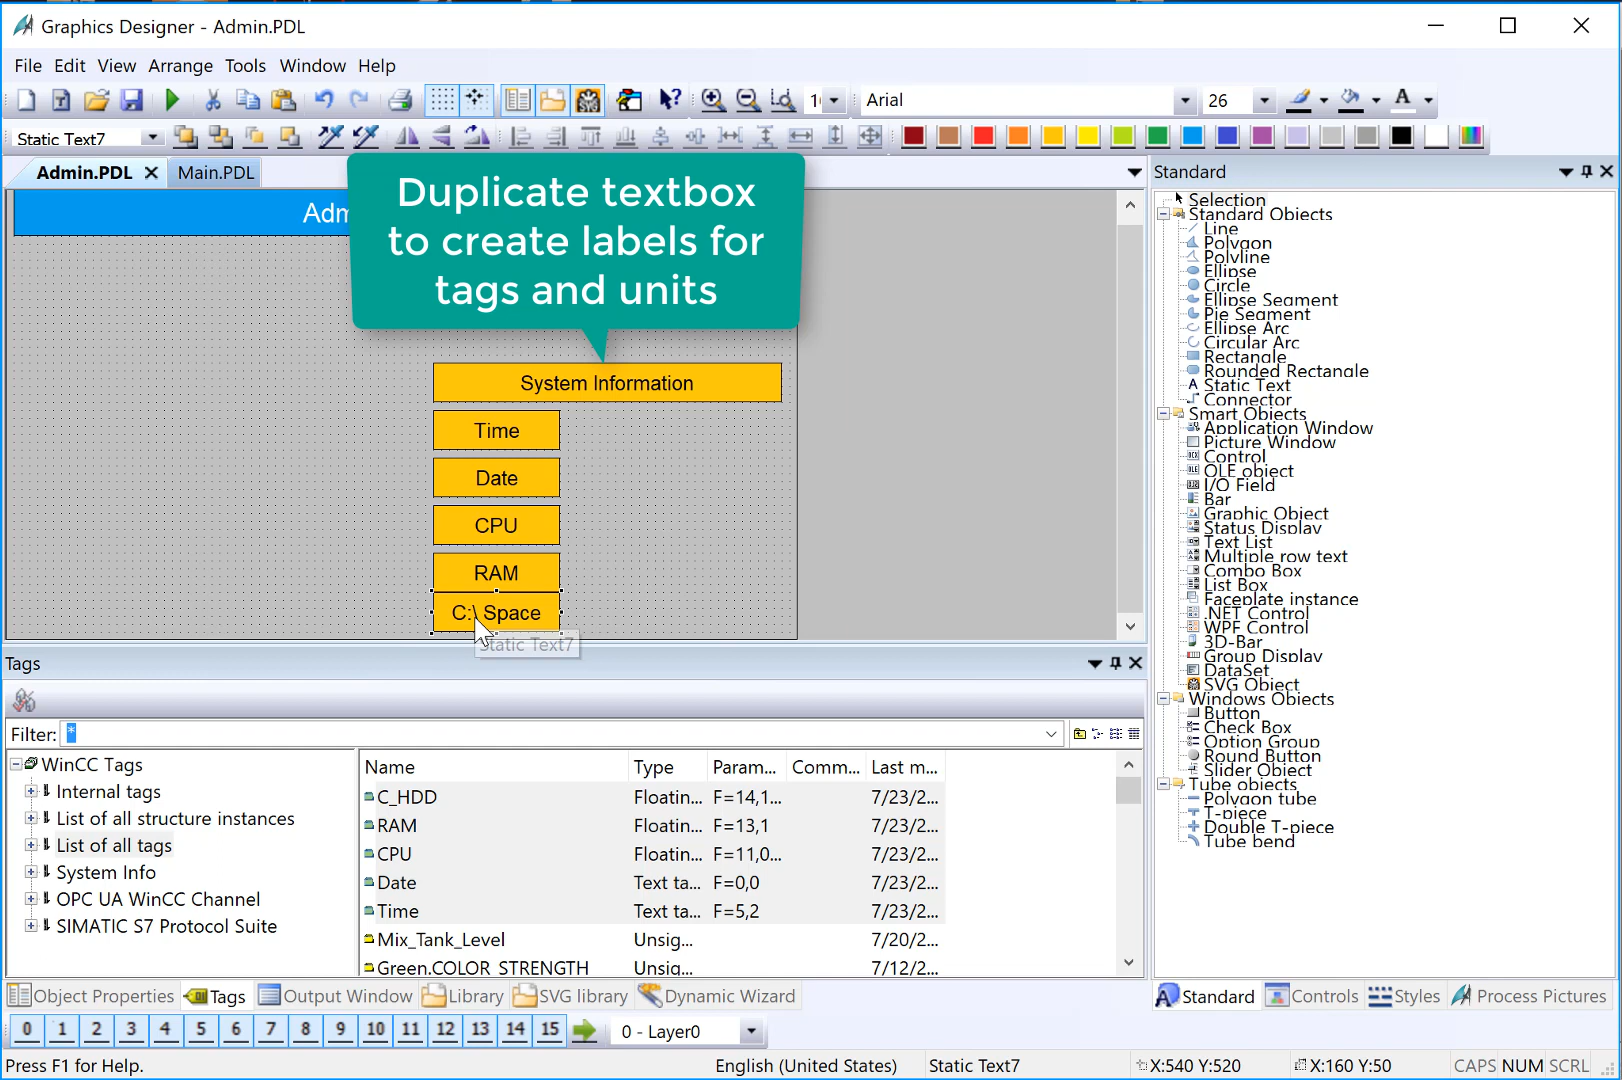 Graphics Designer - Admin.PDL
File Edit View Arrange Tools Window Help
Arial 26
Static Text7
Admin.PDL Main.PDL
Standard
Duplicate textbox
to create labels for
tags and units
System Information
Time
Date
CPU
RAM
C:\ Space
Static Text7
Selection
Standard Objects
Line
Polygon
Polyline
Ellipse
Circle
Ellipse Segment
Pie Segment
Ellipse Arc
Circular Arc
Rectangle
Rounded Rectangle
Static Text
Connector
Smart Objects
Application Window
Picture Window
Control
OLE object
I/O Field
Bar
Graphic Object
Status Display
Text List
Multiple row text
Combo Box
List Box
Faceplate instance
.NET Control
WPF Control
3D-Bar
Group Display
DataSet
SVG Object
Windows Objects
Button
Check Box
Option Group
Round Button
Slider Object
Tube objects
Polygon tube
T-piece
Double T-piece
Tube bend
Tags
Filter: *
WinCC Tags
Internal tags
List of all structure instances
List of all tags
System Info
OPC UA WinCC Channel
SIMATIC S7 Protocol Suite
Name Type Param... Comm... Last m...
C_HDD Floatin... F=14,1... 7/23/2...
RAM Floatin... F=13,1 7/23/2...
CPU Floatin... F=11,0... 7/23/2...
Date Text ta... F=0,0 7/23/2...
Time Text ta... F=5,2 7/23/2...
Mix_Tank_Level Unsig... 7/20/2...
Green.COLOR_STRENGTH Unsig... 7/12/2...
Object Properties Tags Output Window Library SVG library Dynamic Wizard
Standard Controls Styles Process Pictures
0 1 2 3 4 5 6 7 8 9 10 11 12 13 14 15 0 - Layer0
Press F1 for Help. English (United States) Static Text7 X:540 Y:520 X:160 Y:50 CAPS NUM SCRL